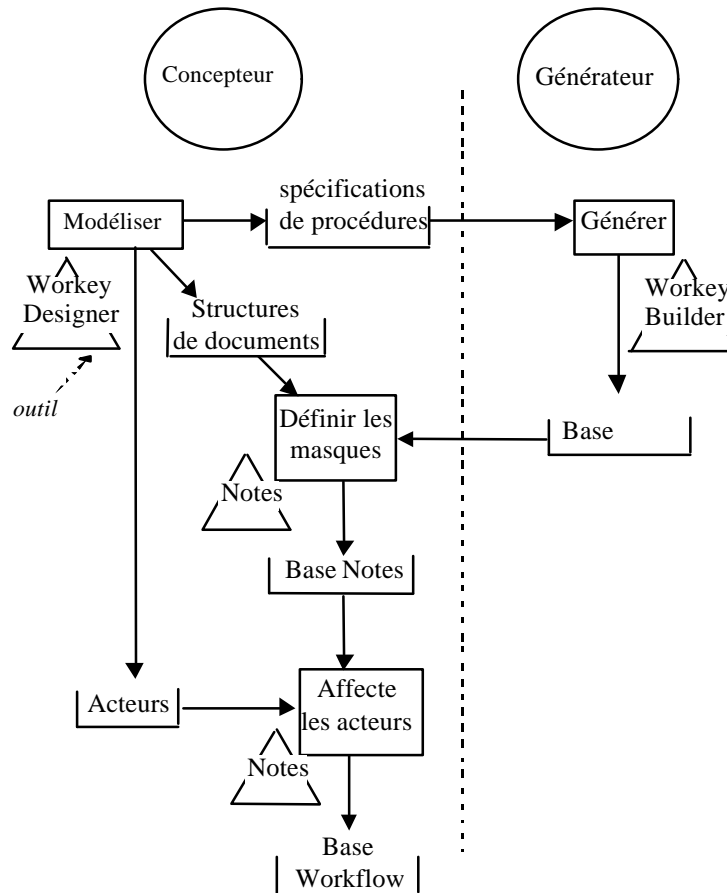 Concepteur
Générateur
spécifications
de procédures
Modéliser
Générer
Workey
Designer
Workey
Builder
Structures
de documents
outil
Définir les
masques
Base
Notes
Base Notes
Acteurs
Affecte
les acteurs
Notes
Base
Workflow